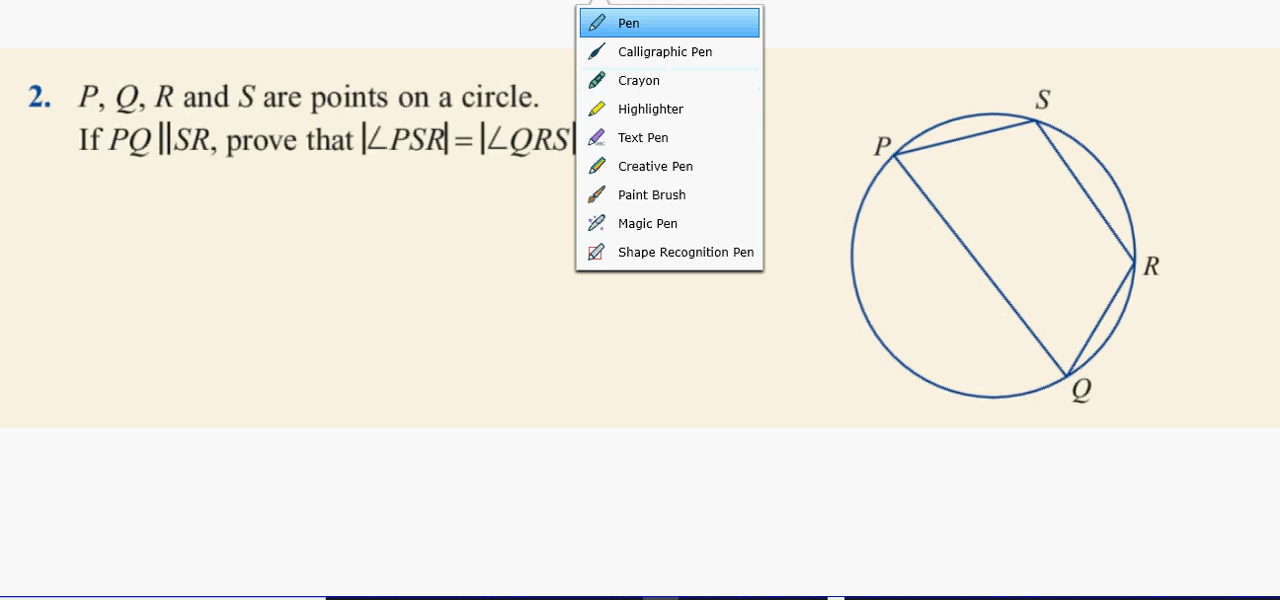 2. P, Q, R and S are points on a circle.
If PQ||SR, prove that |∠PSR| = |∠QRS|
Pen
Calligraphic Pen
Crayon
Highlighter
Text Pen
Creative Pen
Paint Brush
Magic Pen
Shape Recognition Pen
S
P
R
Q